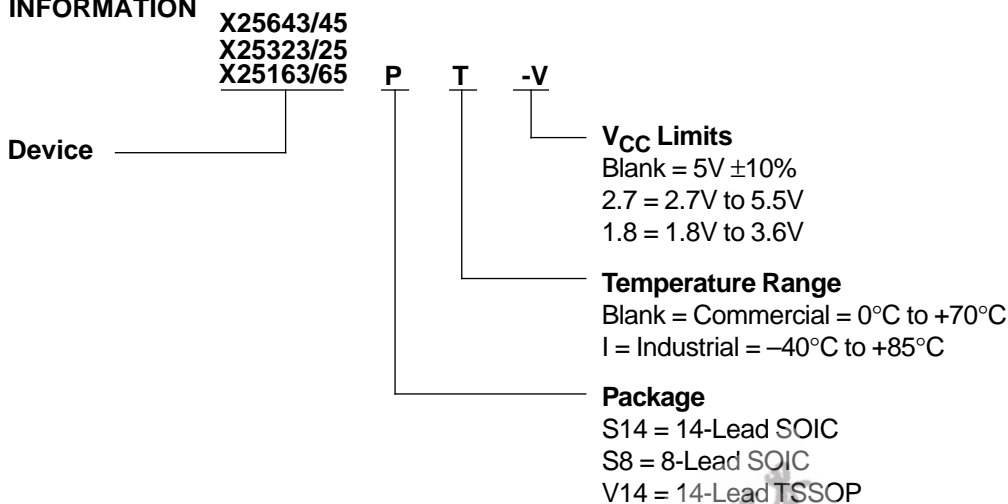 INFORMATION
X25643/45
X25323/25
X25163/65 P T -V
Device
VCC Limits
Blank = 5V ±10%
2.7 = 2.7V to 5.5V
1.8 = 1.8V to 3.6V
Temperature Range
Blank = Commercial = 0°C to +70°C
I = Industrial = –40°C to +85°C
Package
S14 = 14-Lead SOIC
S8 = 8-Lead SOIC
V14 = 14-Lead TSSOP